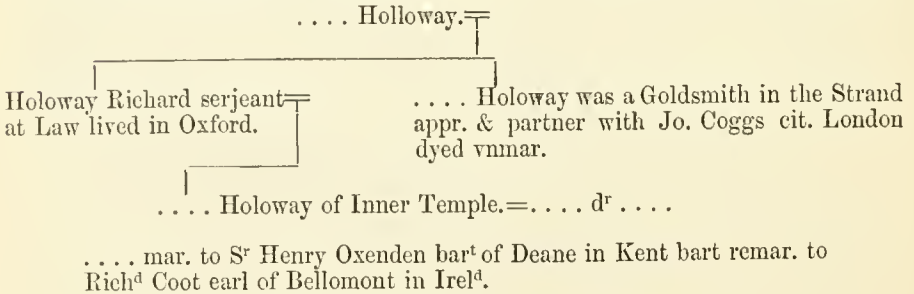 . . . . Holloway.
Holoway Richard serjeant
at Law lived in Oxford.
. . . . Holoway was a Goldsmith in the Strand
appr. & partner with Jo. Coggs cit. London
dyed vnmar.
. . . . Holoway of Inner Temple.=. . . . dʳ . . . .
. . . . mar. to Sʳ Henry Oxenden barᵗ of Deane in Kent bart remar. to
Richᵈ Coot earl of Bellomont in Irelᵈ.